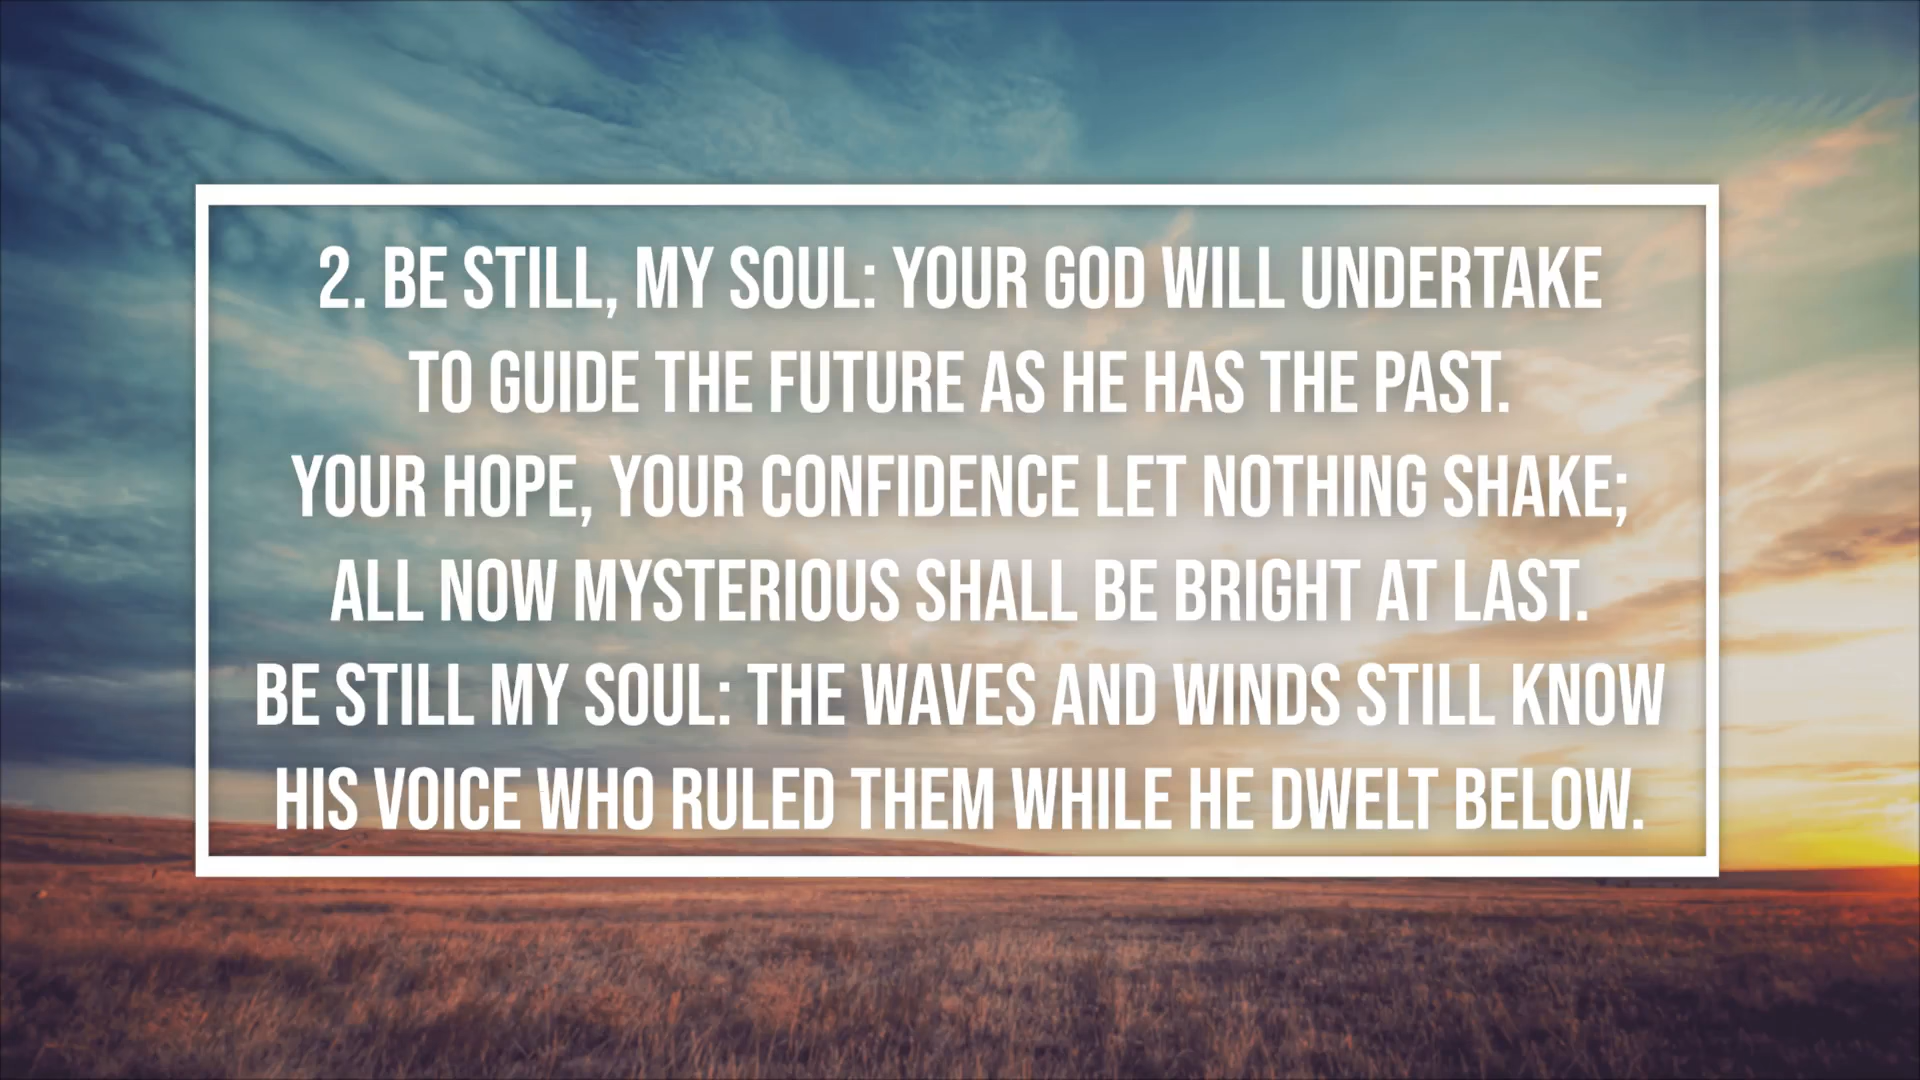 2. BE STILL, MY SOUL: YOUR GOD WILL UNDERTAKE
TO GUIDE THE FUTURE AS HE HAS THE PAST.
YOUR HOPE, YOUR CONFIDENCE LET NOTHING SHAKE;
ALL NOW MYSTERIOUS SHALL BE BRIGHT AT LAST.
BE STILL MY SOUL: THE WAVES AND WINDS STILL KNOW
HIS VOICE WHO RULED THEM WHILE HE DWELT BELOW.